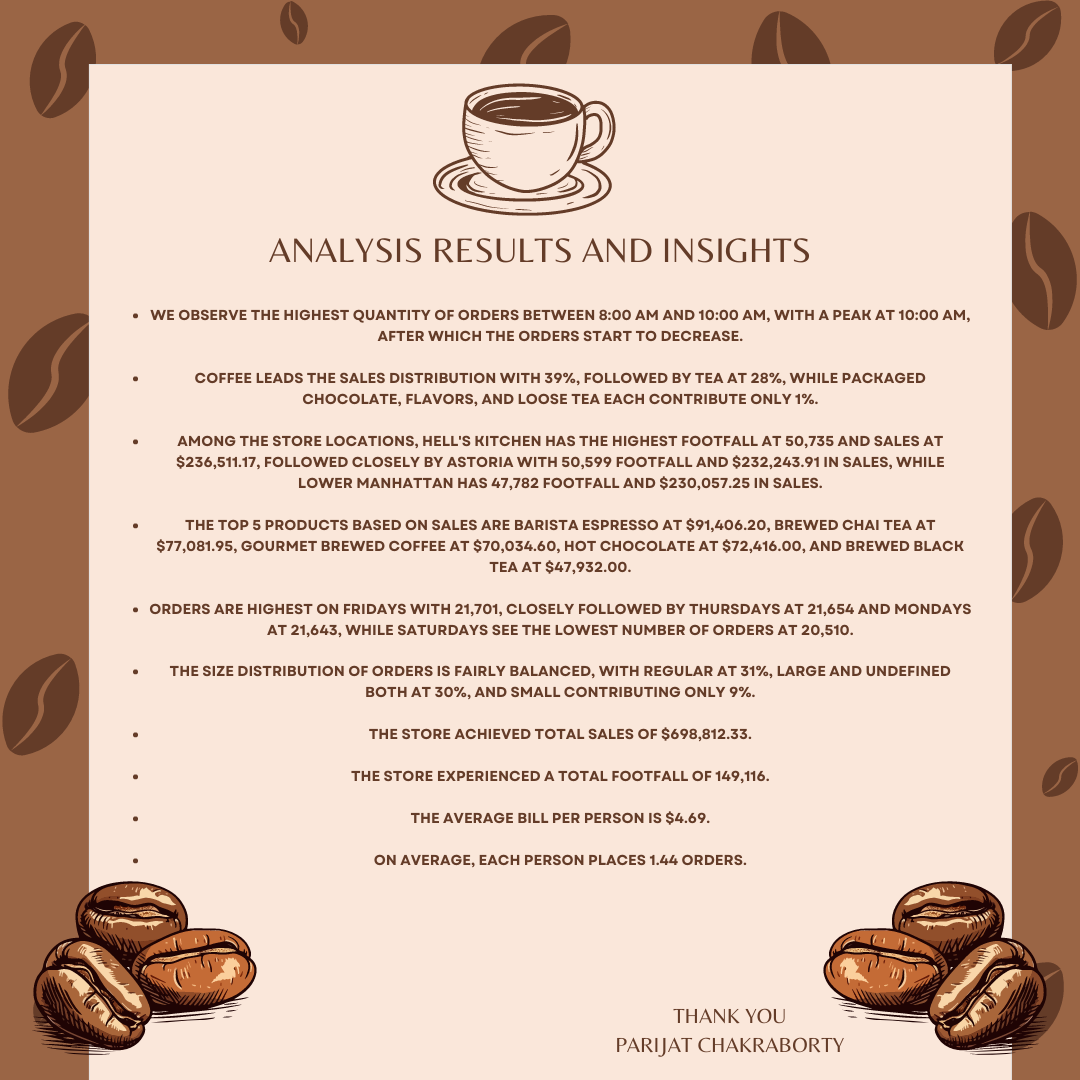 ANALYSIS RESULTS AND INSIGHTS
• WE OBSERVE THE HIGHEST QUANTITY OF ORDERS BETWEEN 8:00 AM AND 10:00 AM, WITH A PEAK AT 10:00 AM,
AFTER WHICH THE ORDERS START TO DECREASE.
• COFFEE LEADS THE SALES DISTRIBUTION WITH 39%, FOLLOWED BY TEA AT 28%, WHILE PACKAGED
CHOCOLATE, FLAVORS, AND LOOSE TEA EACH CONTRIBUTE ONLY 1%.
• AMONG THE STORE LOCATIONS, HELL'S KITCHEN HAS THE HIGHEST FOOTFALL AT 50,735 AND SALES AT
$236,511.17, FOLLOWED CLOSELY BY ASTORIA WITH 50,599 FOOTFALL AND $232,243.91 IN SALES, WHILE
LOWER MANHATTAN HAS 47,782 FOOTFALL AND $230,057.25 IN SALES.
• THE TOP 5 PRODUCTS BASED ON SALES ARE BARISTA ESPRESSO AT $91,406.20, BREWED CHAI TEA AT
$77,081.95, GOURMET BREWED COFFEE AT $70,034.60, HOT CHOCOLATE AT $72,416.00, AND BREWED BLACK
TEA AT $47,932.00.
• ORDERS ARE HIGHEST ON FRIDAYS WITH 21,701, CLOSELY FOLLOWED BY THURSDAYS AT 21,654 AND MONDAYS
AT 21,643, WHILE SATURDAYS SEE THE LOWEST NUMBER OF ORDERS AT 20,510.
• THE SIZE DISTRIBUTION OF ORDERS IS FAIRLY BALANCED, WITH REGULAR AT 31%, LARGE AND UNDEFINED
BOTH AT 30%, AND SMALL CONTRIBUTING ONLY 9%.
• THE STORE ACHIEVED TOTAL SALES OF $698,812.33.
• THE STORE EXPERIENCED A TOTAL FOOTFALL OF 149,116.
• THE AVERAGE BILL PER PERSON IS $4.69.
• ON AVERAGE, EACH PERSON PLACES 1.44 ORDERS.
THANK YOU
PARIJAT CHAKRABORTY